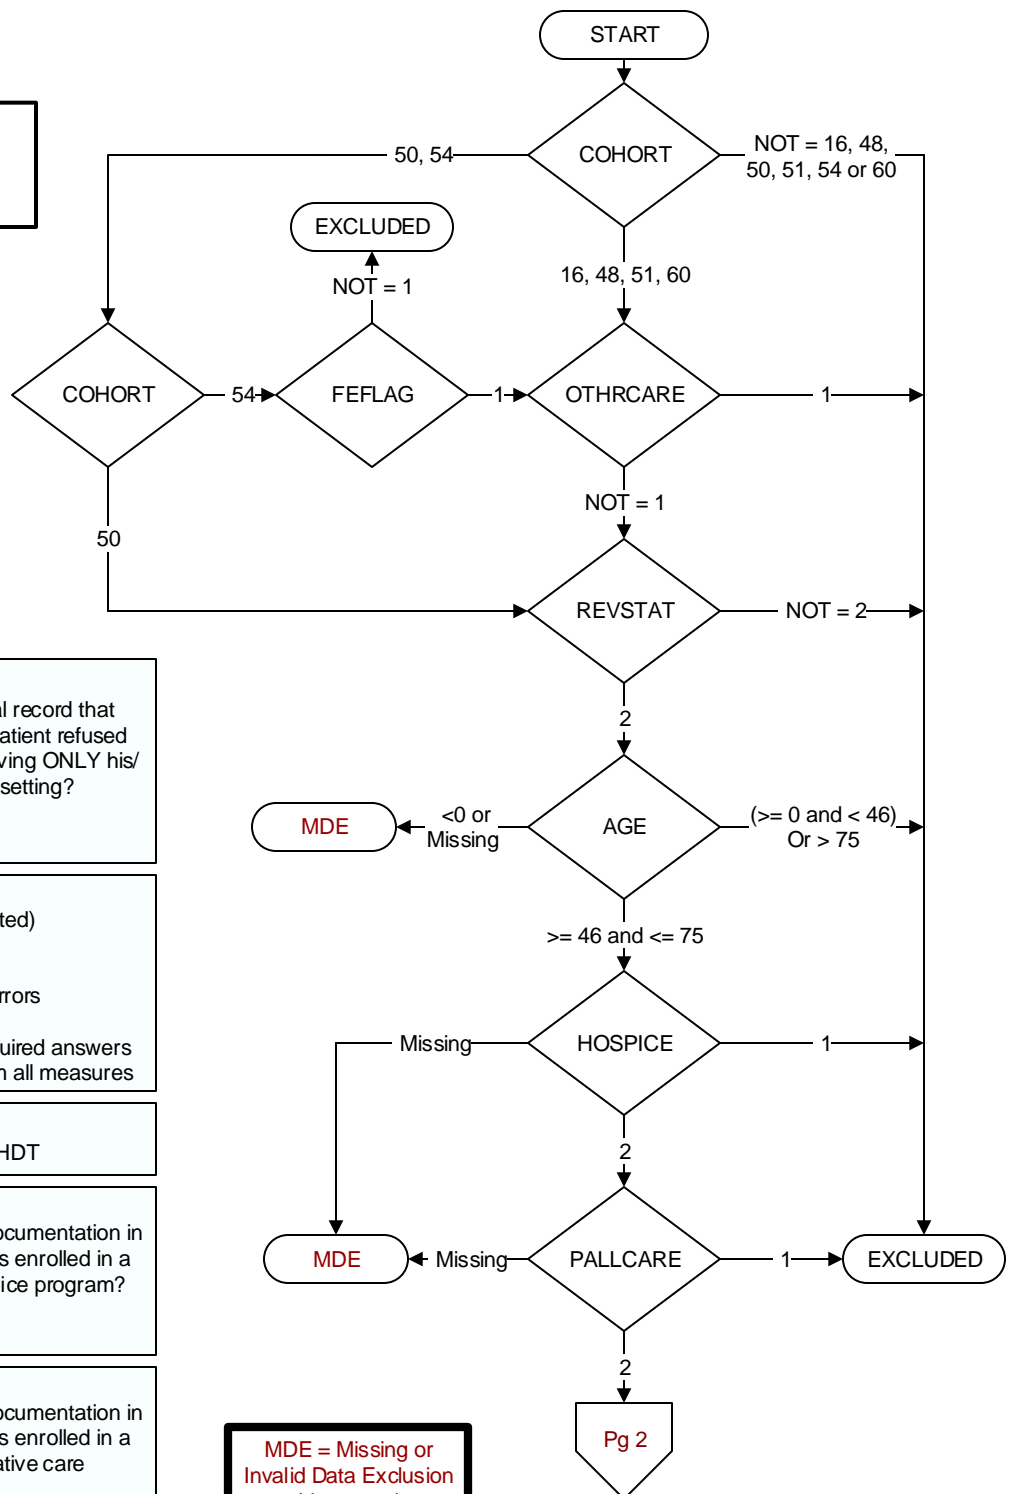 START
COHORT
50, 54
NOT = 16, 48,
50, 51, 54 or 60
EXCLUDED
NOT = 1
16, 48, 51, 60
COHORT
54
FEFLAG
1
OTHRCARE
1
NOT = 1
50
REVSTAT
NOT = 2
2
al record that
atient refused
ving ONLY his/
setting?
MDE
<0 or
Missing
AGE
(>= 0 and < 46)
Or > 75
ted)
rrors
uired answers
n all measures
>= 46 and <= 75
Missing
HOSPICE
1
HDT
2
ocumentation in
s enrolled in a
ice program?
MDE
Missing
PALLCARE
1
EXCLUDED
2
ocumentation in
s enrolled in a
ative care
Pg 2
MDE = Missing or
Invalid Data Exclusion